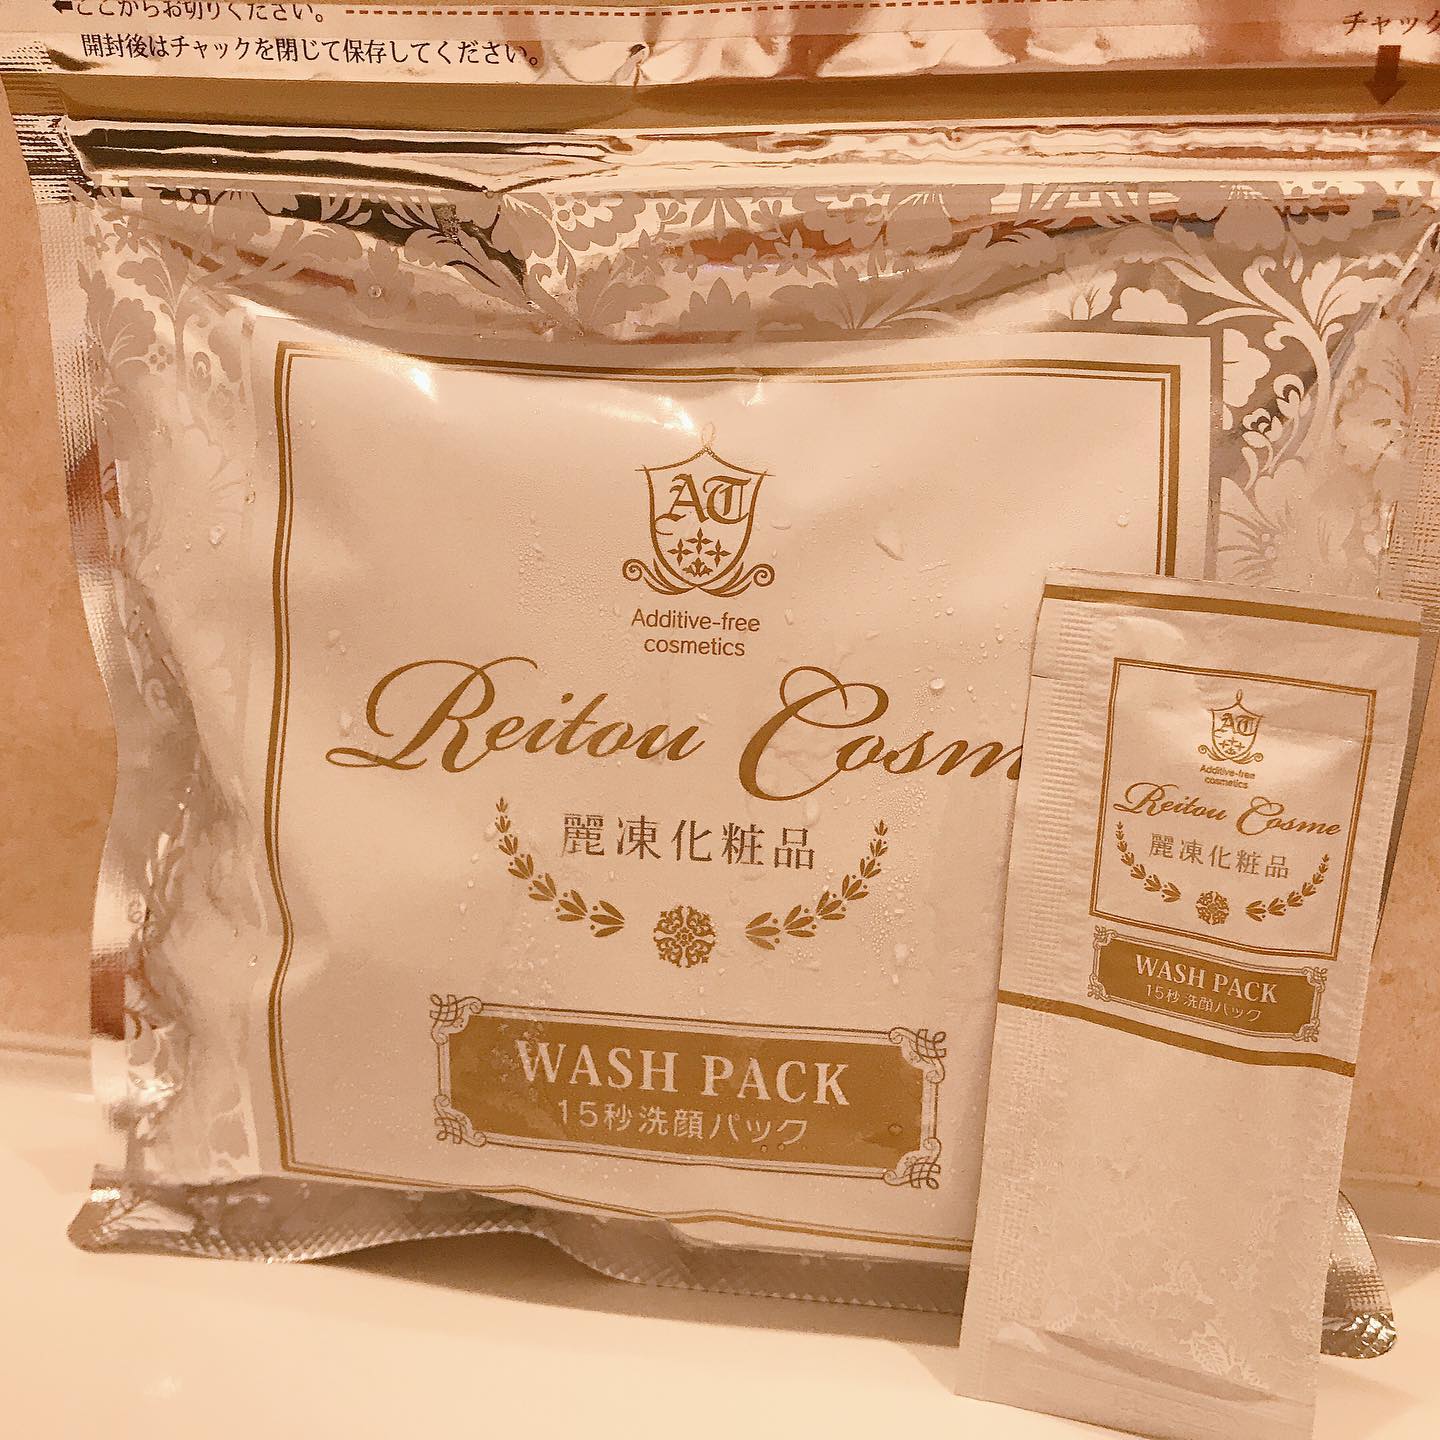 ⬅ここからお切りください。
開封後はチャックを閉じて保存してください。
チャック
AT
Additive-free
cosmetics
Reitou Cosm
麗凍化粧品
WASH PACK
15秒洗顔パック
AT
Additive-free
cosmetics
Reitou Cosme
麗凍化粧品
WASH PACK
15秒洗顔パック